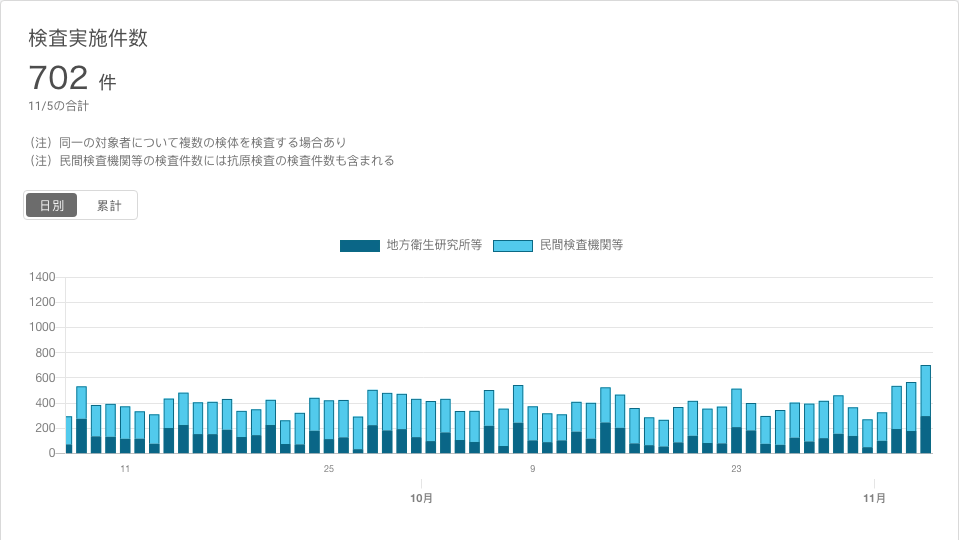 検査実施件数
702 件
11/5の合計
（注）同一の対象者について複数の検体を検査する場合あり
（注）民間検査機関等の検査件数には抗原検査の検査件数も含まれる
日別 累計
地方衛生研究所等 民間検査機関等
1400
1200
1000
800
600
400
200
0
11 25 9 23
10月 11月